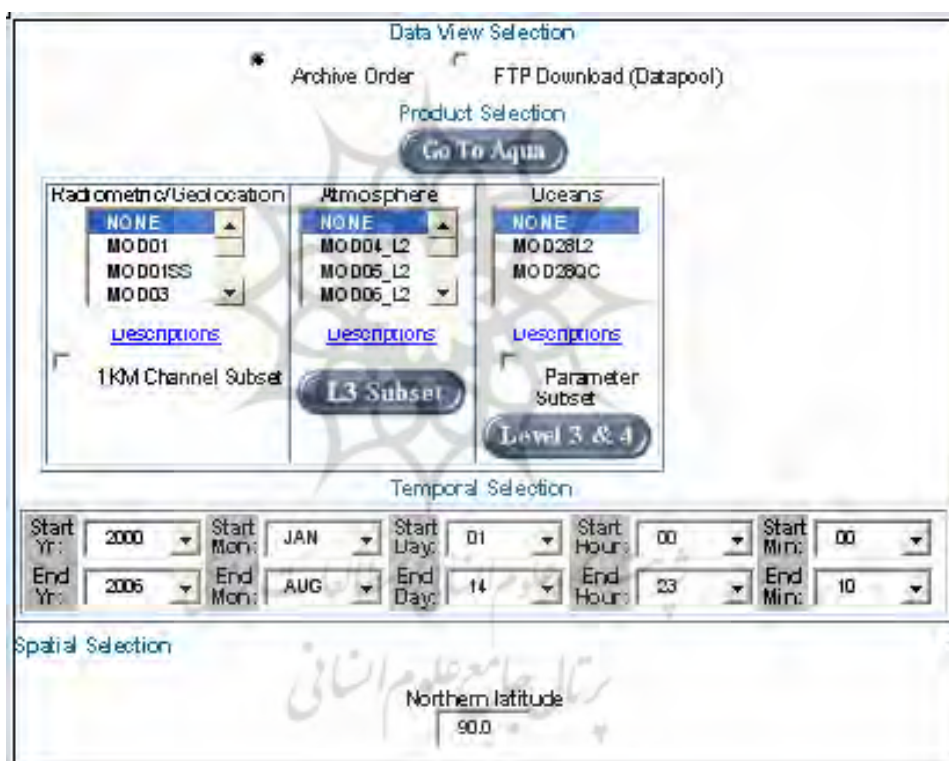 Data View Selection
Archive Order FTP Download (Datapool)
Product Selection
Go To Aqua
Radiometric/Geolocation Atmosphere Oceans
NONE NONE NONE
MOD01 MOD04_L2 MOD28L2
MOD01SS MOD05_L2 MOD28QC
MOD03 MOD06_L2
Descriptions Descriptions Descriptions
1KM Channel Subset L3 Subset Parameter Subset
Level 3 & 4
Temporal Selection
Start Yr: 2000 Start Mon: JAN Start Day: 01 Start Hour: 00 Start Min: 00
End Yr: 2006 End Mon: AUG End Day: 14 End Hour: 23 End Min: 10
Spatial Selection
پرتال جامع علوم انسانی
Northern latitude
90.0